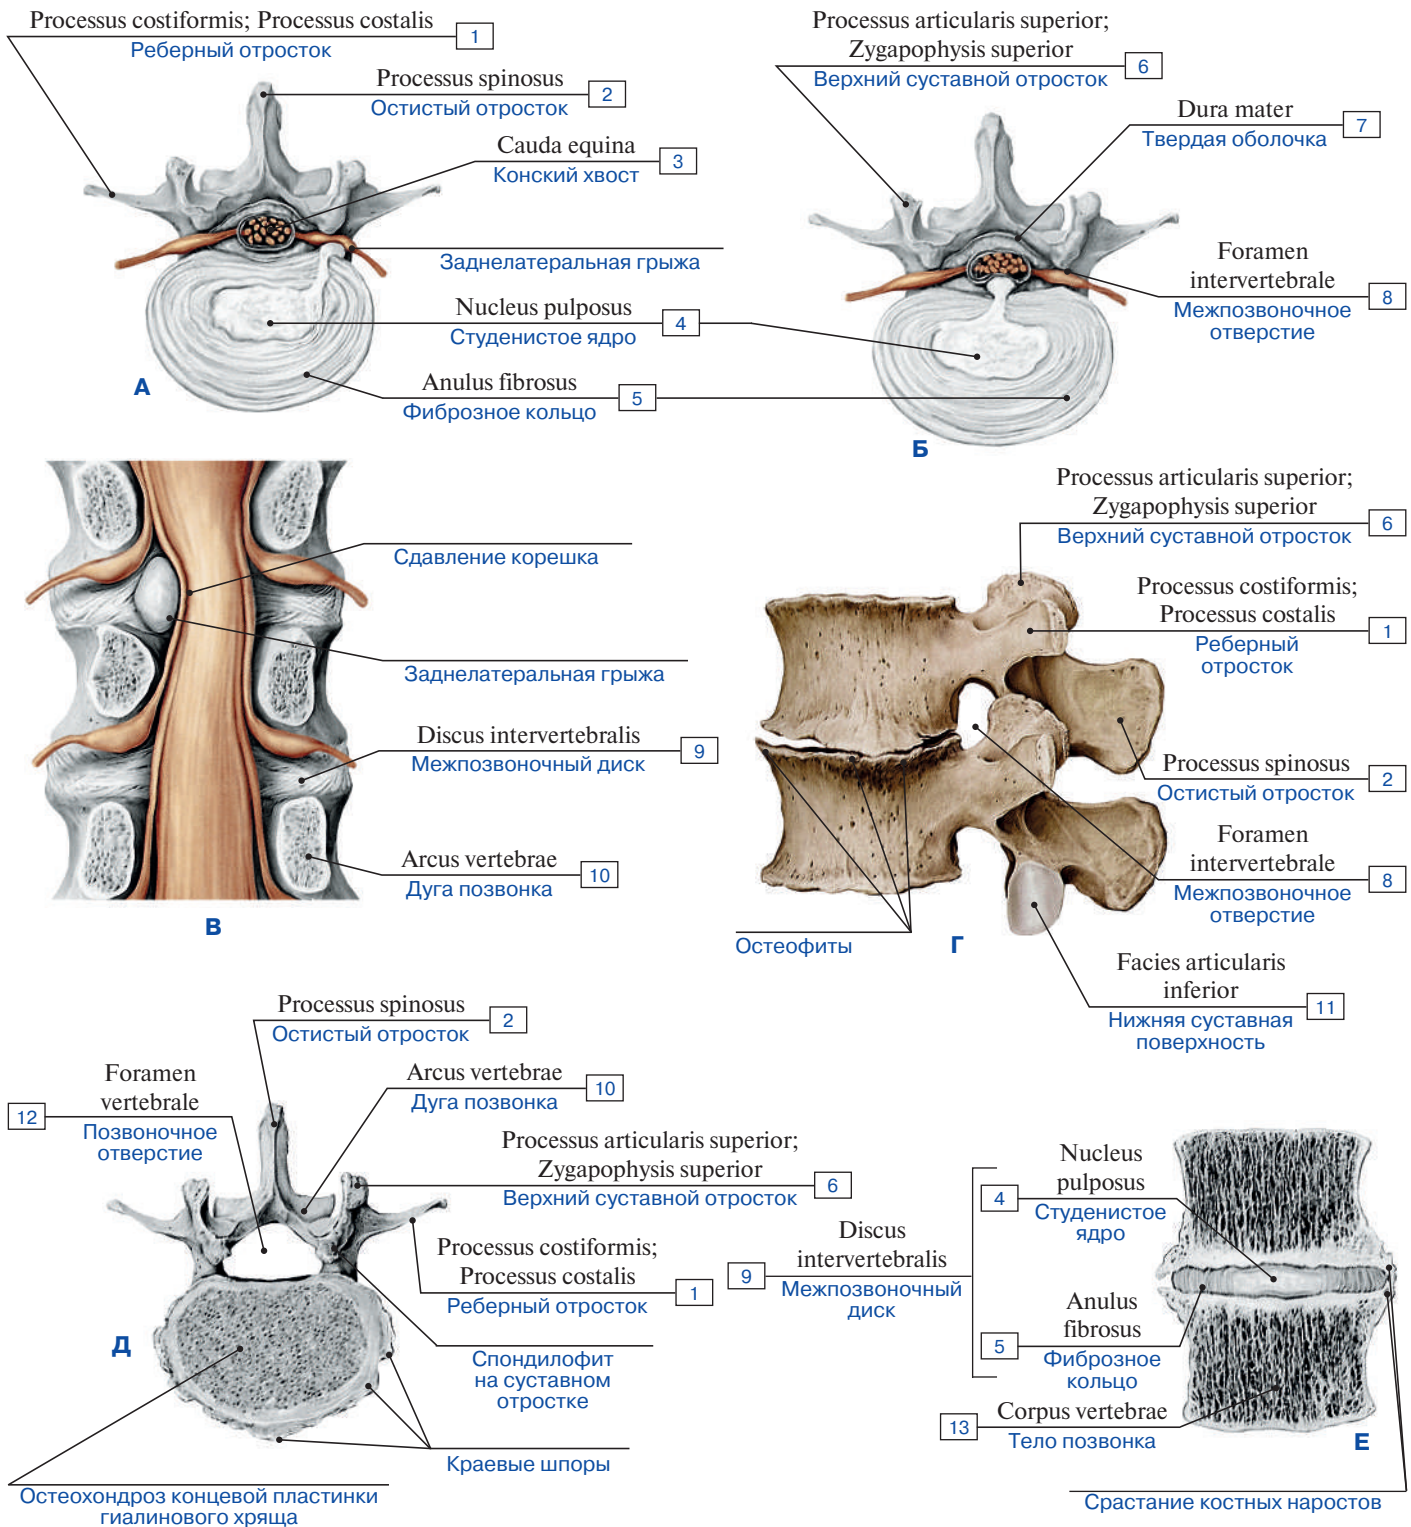 Processus costiformis; Processus costalis
1
Реберный отросток
Processus spinosus
2
Остистый отросток
Cauda equina
3
Конский хвост
Заднелатеральная грыжа
Nucleus pulposus
4
Студенистое ядро
Anulus fibrosus
5
Фиброзное кольцо
А
Processus articularis superior;
Zygapophysis superior
6
Верхний суставной отросток
Dura mater
7
Твердая оболочка
Foramen
intervertebrale
8
Межпозвоночное
отверстие
Б
Сдавление корешка
Заднелатеральная грыжа
Discus intervertebralis
9
Межпозвоночный диск
Arcus vertebrae
10
Дуга позвонка
В
Processus articularis superior;
Zygapophysis superior
6
Верхний суставной отросток
Processus costiformis;
Processus costalis
1
Реберный
отросток
Processus spinosus
2
Остистый отросток
Foramen
intervertebrale
8
Межпозвоночное
отверстие
Остеофиты
Г
Facies articularis
inferior
11
Нижняя суставная
поверхность
Processus spinosus
2
Остистый отросток
Foramen
vertebrale
12
Позвоночное
отверстие
Arcus vertebrae
10
Дуга позвонка
Processus articularis superior;
Zygapophysis superior
6
Верхний суставной отросток
Processus costiformis;
Processus costalis
1
Реберный отросток
Д
Спондилофит
на суставном
отростке
Краевые шпоры
Остеохондроз концевой пластинки
гиалинового хряща
Discus
intervertebralis
9
Межпозвоночный
диск
Nucleus
pulposus
4
Студенистое
ядро
Anulus
fibrosus
5
Фиброзное
кольцо
Corpus vertebrae
13
Тело позвонка
Е
Срастание костных наростов